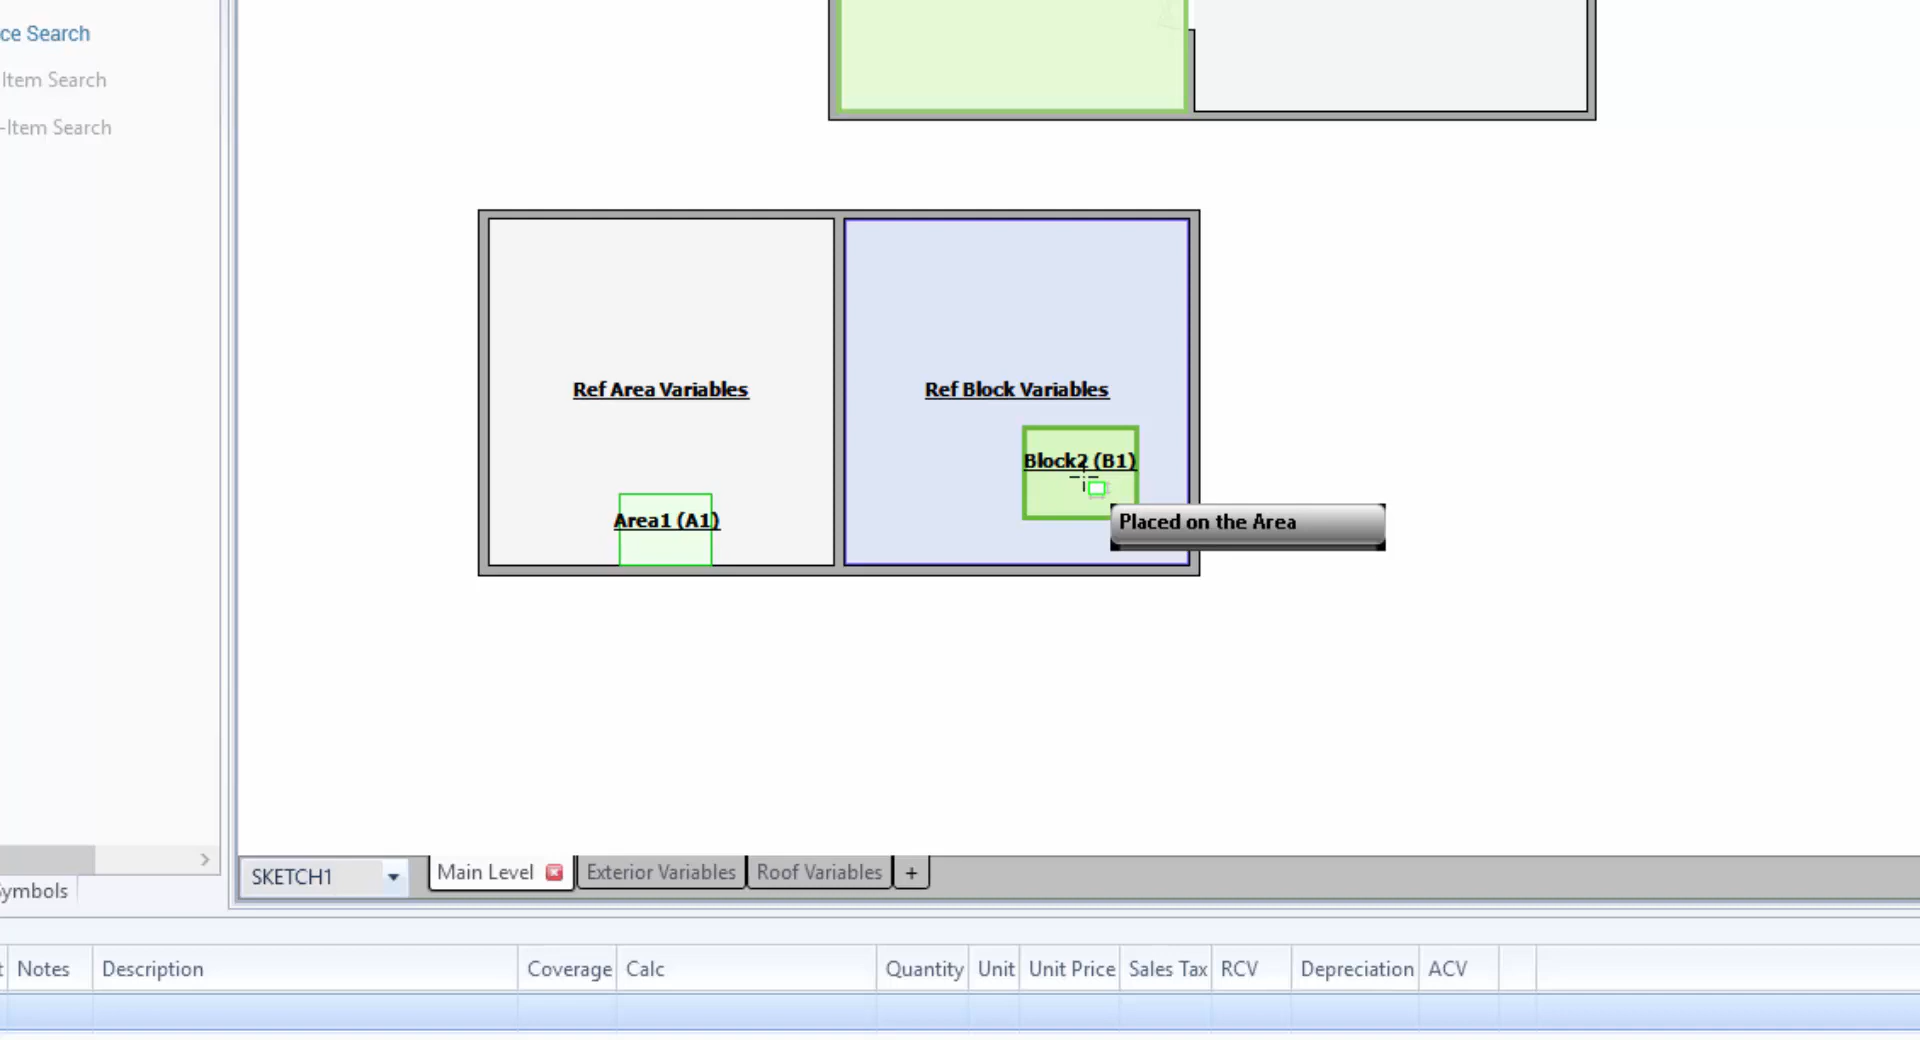 ce Search
Item Search
-Item Search
Ref Area Variables
Ref Block Variables
Block2 (B1)
Area1 (A1)
Placed on the Area
SKETCH1
Main Level
Exterior Variables
Roof Variables
+
ymbols
t Notes Description Coverage Calc Quantity Unit Unit Price Sales Tax RCV Depreciation ACV